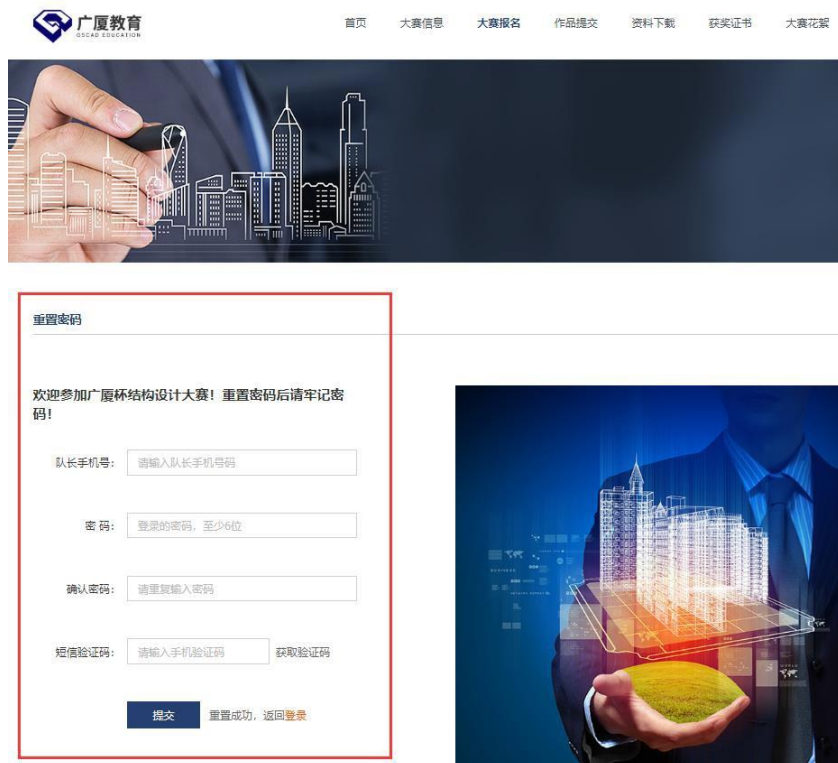 广厦教育
GSCAD EDUCATION
首页 大赛信息 大赛报名 作品提交 资料下载 获奖证书 大赛花絮
重置密码
欢迎参加广厦杯结构设计大赛！重置密码后请牢记密
码！
队长手机号： 请输入队长手机号码
密 码： 登录的密码，至少6位
确认密码： 请重复输入密码
短信验证码： 请输入手机验证码 获取验证码
提交 重置成功，返回登录